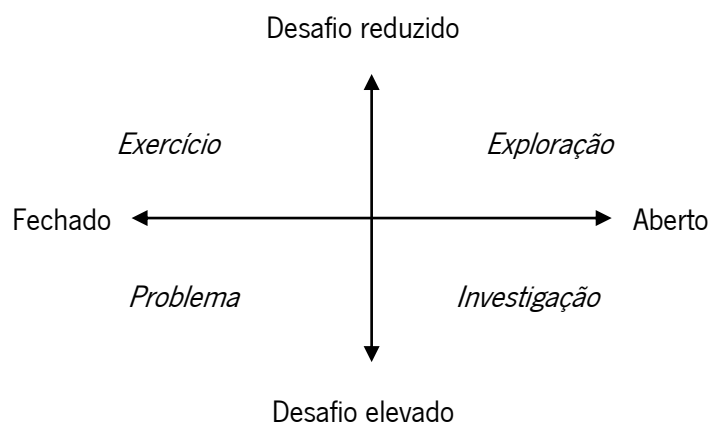 Desafio reduzido
Exercício
Exploração
Fechado
Aberto
Problema
Investigação
Desafio elevado